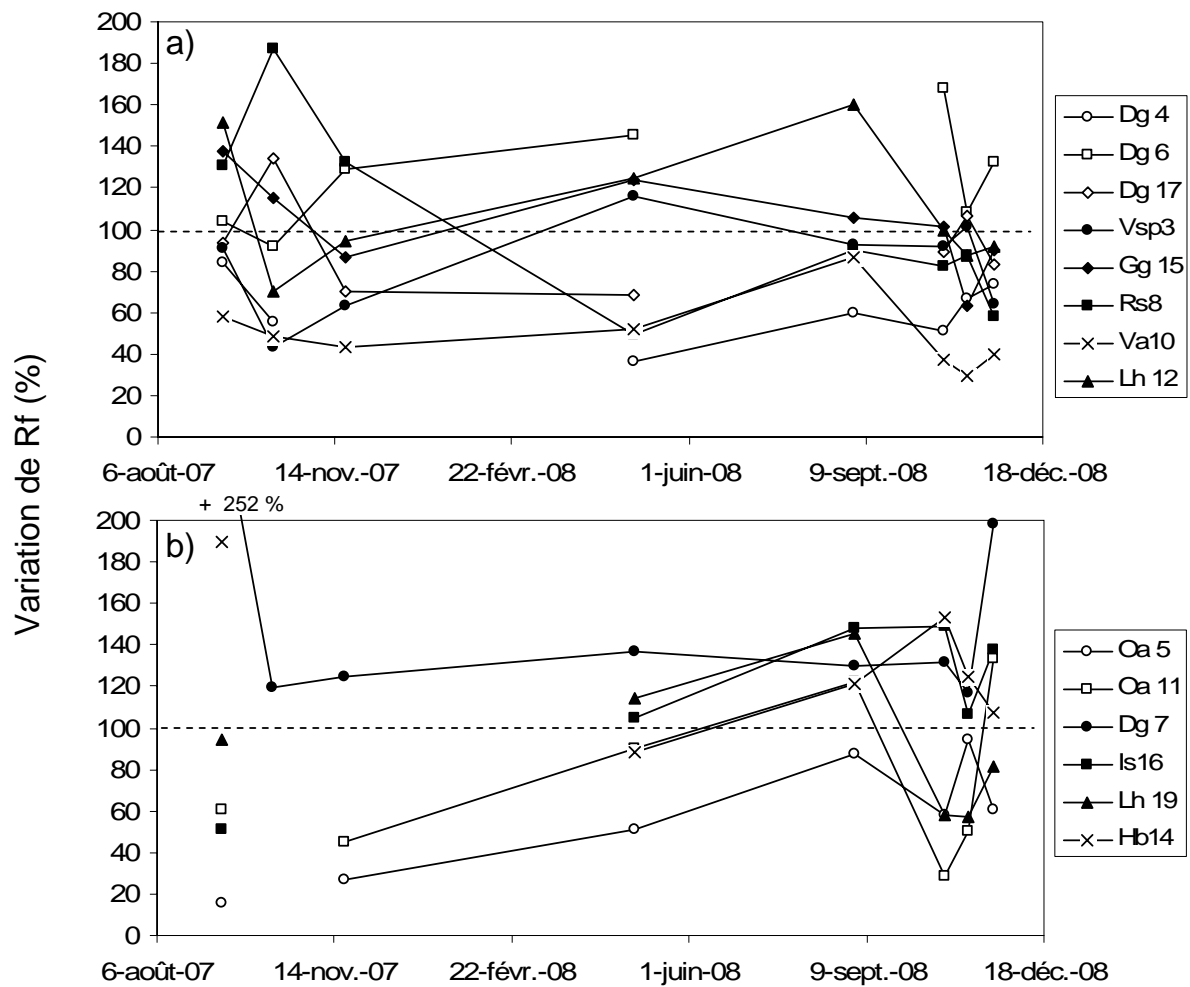 Variation de Rf (%)
a)
200
180
160
140
120
100
80
60
40
20
0
6-août-07
14-nov.-07
22-févr.-08
1-juin-08
9-sept.-08
18-déc.-08
Dg 4
Dg 6
Dg 17
Vsp3
Gg 15
Rs8
Va10
Lh 12
+ 252 %
b)
200
180
160
140
120
100
80
60
40
20
0
6-août-07
14-nov.-07
22-févr.-08
1-juin-08
9-sept.-08
18-déc.-08
Oa 5
Oa 11
Dg 7
Is16
Lh 19
Hb14